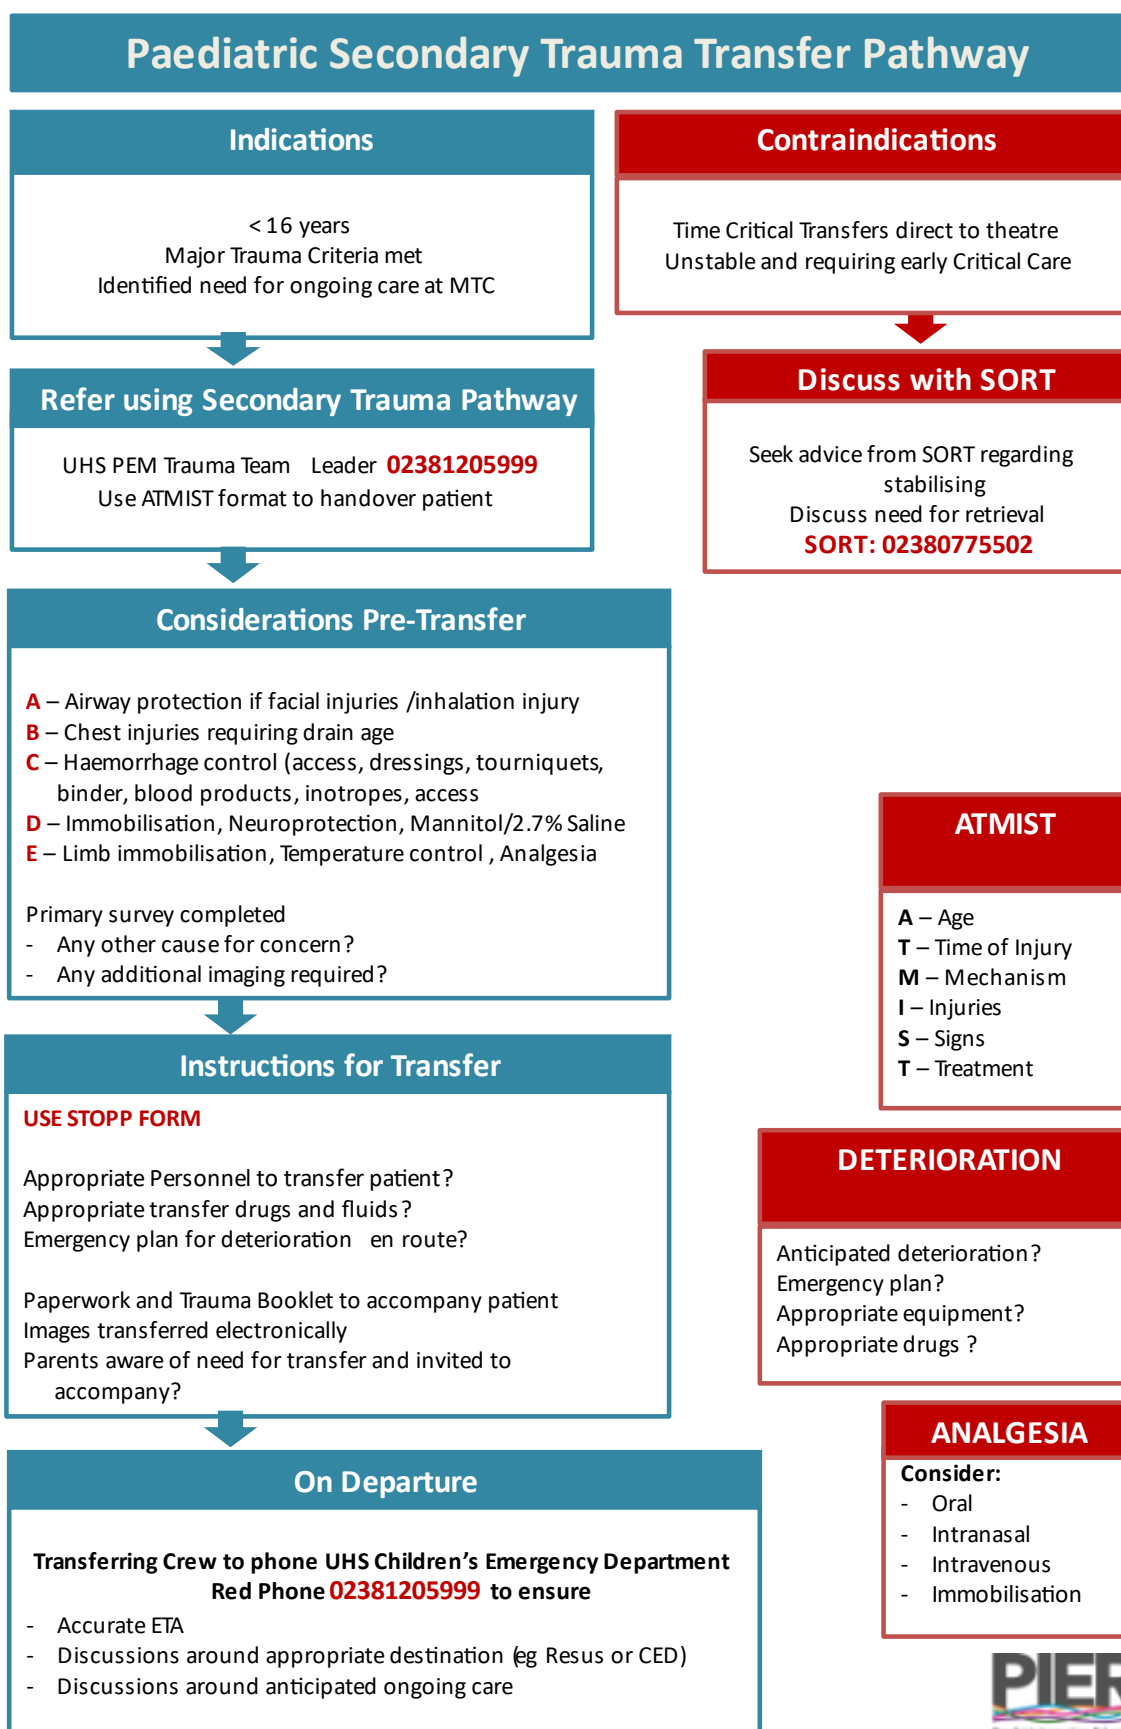 Paediatric Secondary Trauma Transfer Pathway
Indications
< 16 years
Major Trauma Criteria met
Identified need for ongoing care at MTC
Contraindications
Time Critical Transfers direct to theatre
Unstable and requiring early Critical Care
Refer using Secondary Trauma Pathway
UHS PEM Trauma Team Leader 02381205999
Use ATMIST format to handover patient
Discuss with SORT
Seek advice from SORT regarding
stabilising
Discuss need for retrieval
SORT: 02380775502
Considerations Pre-Transfer
A – Airway protection if facial injuries /inhalation injury
B – Chest injuries requiring drain age
C – Haemorrhage control (access, dressings, tourniquets,
binder, blood products, inotropes, access
D – Immobilisation, Neuroprotection, Mannitol/2.7% Saline
E – Limb immobilisation, Temperature control , Analgesia
Primary survey completed
- Any other cause for concern?
- Any additional imaging required?
ATMIST
A – Age
T – Time of Injury
M – Mechanism
I – Injuries
S – Signs
T – Treatment
Instructions for Transfer
USE STOPP FORM
Appropriate Personnel to transfer patient?
Appropriate transfer drugs and fluids?
Emergency plan for deterioration en route?
Paperwork and Trauma Booklet to accompany patient
Images transferred electronically
Parents aware of need for transfer and invited to
accompany?
DETERIORATION
Anticipated deterioration?
Emergency plan?
Appropriate equipment?
Appropriate drugs ?
ANALGESIA
Consider:
- Oral
- Intranasal
- Intravenous
- Immobilisation
On Departure
Transferring Crew to phone UHS Children's Emergency Department
Red Phone 02381205999 to ensure
- Accurate ETA
- Discussions around appropriate destination (eg Resus or CED)
- Discussions around anticipated ongoing care
PIER